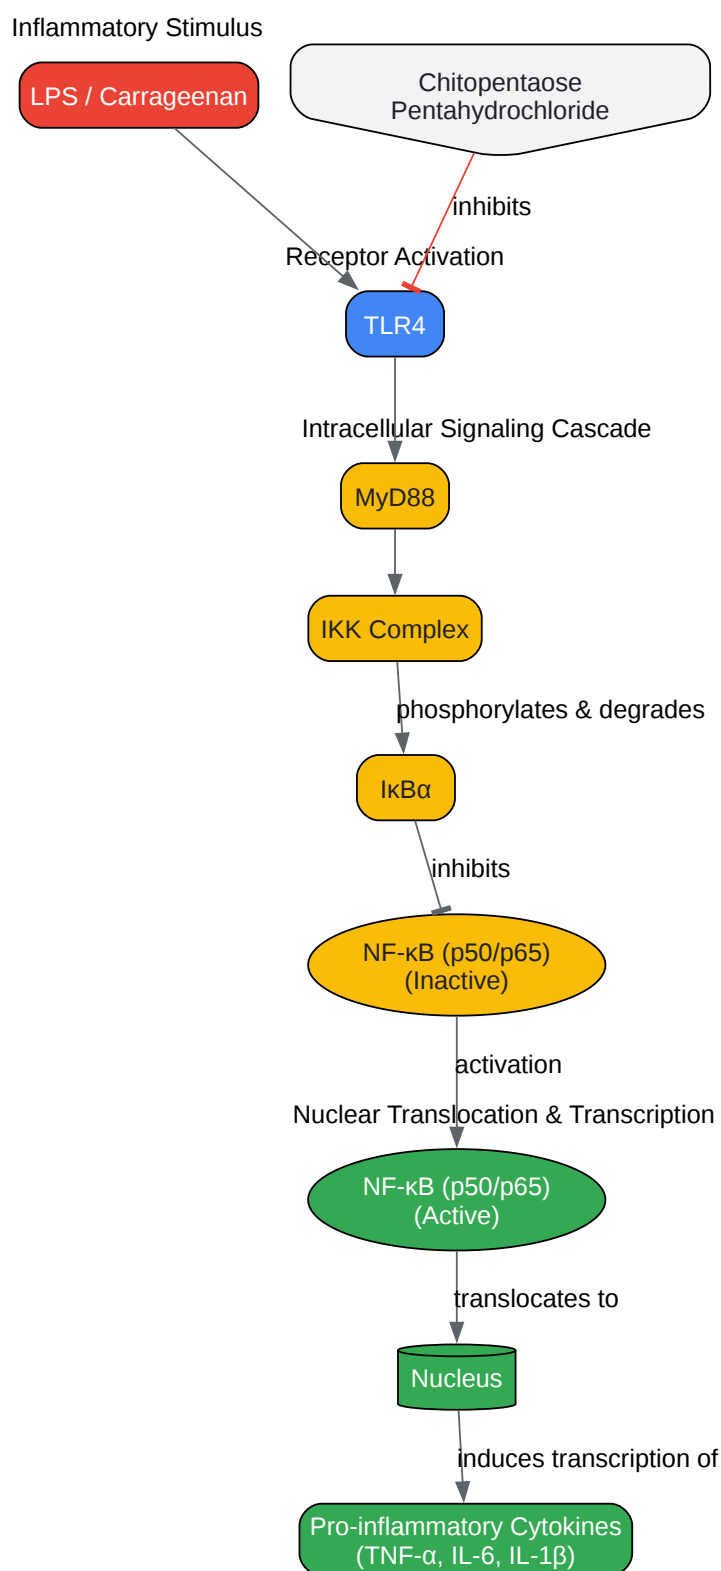 Inflammatory Stimulus
LPS / Carrageenan
Chitopentaose
Pentahydrochloride
inhibits
Receptor Activation
TLR4
Intracellular Signaling Cascade
MyD88
IKK Complex
phosphorylates & degrades
IκBα
inhibits
NF-κB (p50/p65)
(Inactive)
activation
Nuclear Translocation & Transcription
NF-κB (p50/p65)
(Active)
translocates to
Nucleus
induces transcription of
Pro-inflammatory Cytokines
(TNF-α, IL-6, IL-1β)